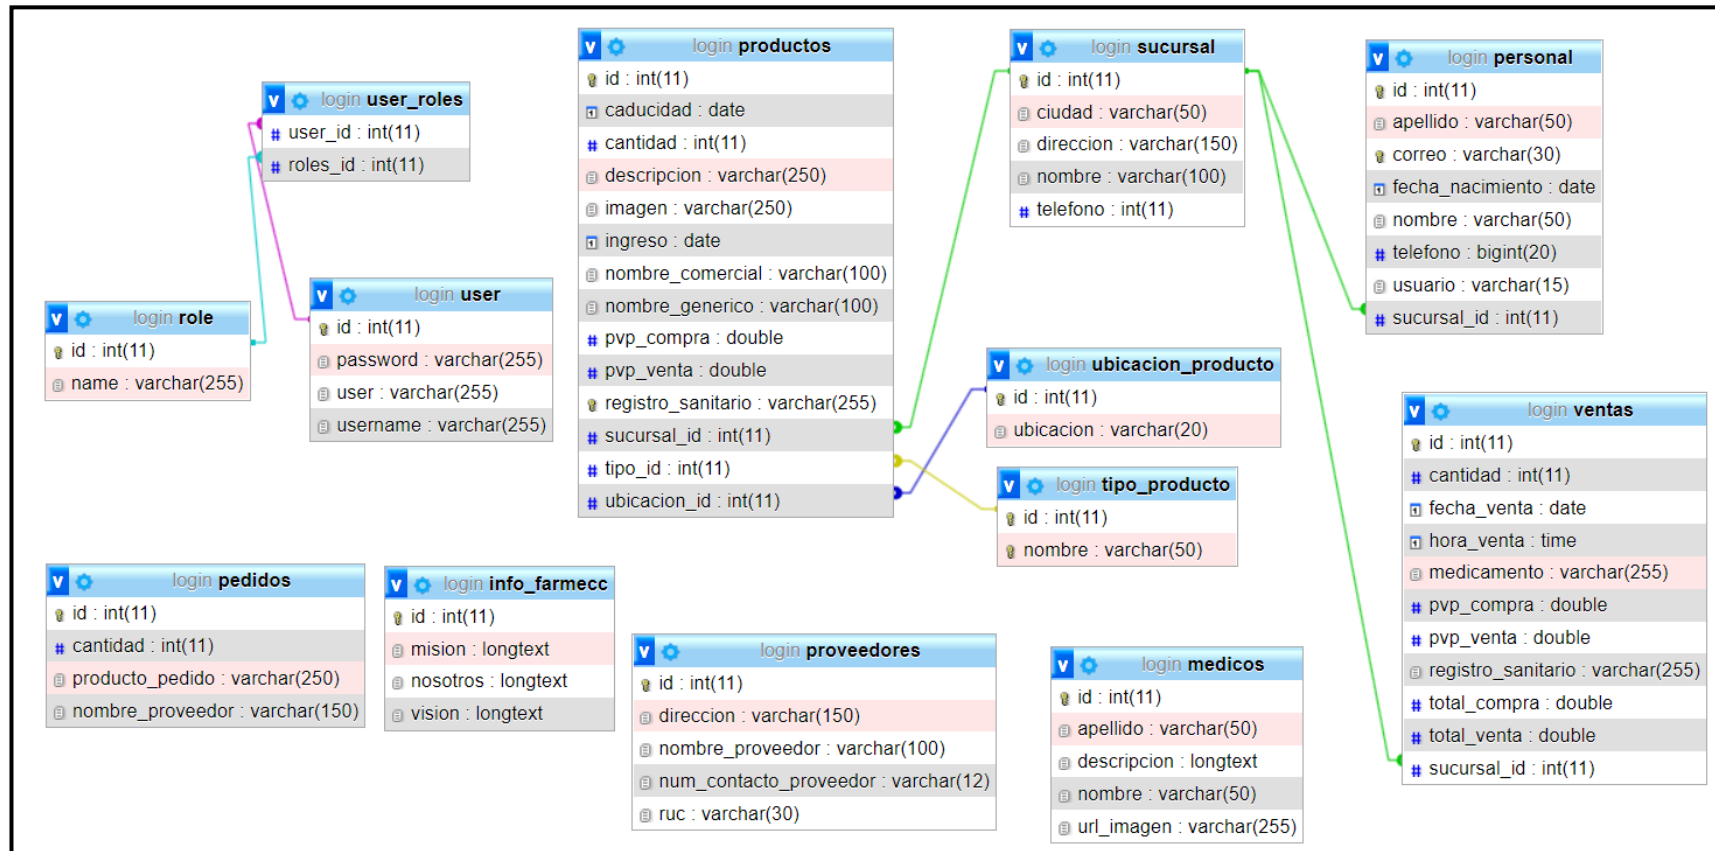 login user_roles
user_id : int(11)
roles_id : int(11)
login role
id : int(11)
name : varchar(255)
login user
id : int(11)
password : varchar(255)
user : varchar(255)
username : varchar(255)
login productos
id : int(11)
caducidad : date
cantidad : int(11)
descripcion : varchar(250)
imagen : varchar(250)
ingreso : date
nombre_comercial : varchar(100)
nombre_generico : varchar(100)
pvp_compra : double
pvp_venta : double
registro_sanitario : varchar(255)
sucursal_id : int(11)
tipo_id : int(11)
ubicacion_id : int(11)
login sucursal
id : int(11)
ciudad : varchar(50)
direccion : varchar(150)
nombre : varchar(100)
telefono : int(11)
login personal
id : int(11)
apellido : varchar(50)
correo : varchar(30)
fecha_nacimiento : date
nombre : varchar(50)
telefono : bigint(20)
usuario : varchar(15)
sucursal_id : int(11)
login ubicacion_producto
id : int(11)
ubicacion : varchar(20)
login tipo_producto
id : int(11)
nombre : varchar(50)
login ventas
id : int(11)
cantidad : int(11)
fecha_venta : date
hora_venta : time
medicamento : varchar(255)
pvp_compra : double
pvp_venta : double
registro_sanitario : varchar(255)
total_compra : double
total_venta : double
sucursal_id : int(11)
login pedidos
id : int(11)
cantidad : int(11)
producto_pedido : varchar(250)
nombre_proveedor : varchar(150)
login info_farmecc
id : int(11)
mision : longtext
nosotros : longtext
vision : longtext
login proveedores
id : int(11)
direccion : varchar(150)
nombre_proveedor : varchar(100)
num_contacto_proveedor : varchar(12)
ruc : varchar(30)
login medicos
id : int(11)
apellido : varchar(50)
descripcion : longtext
nombre : varchar(50)
url_imagen : varchar(255)